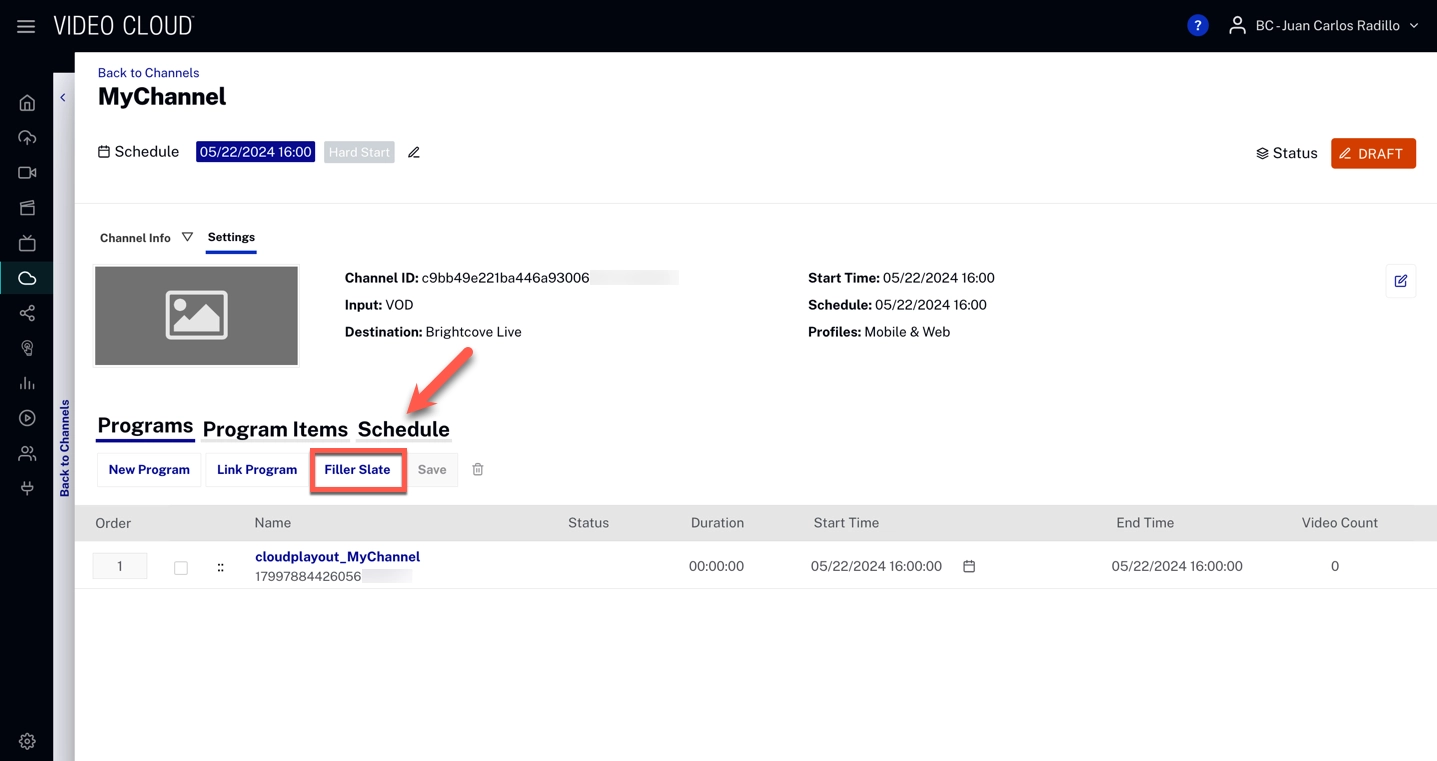 VIDEO CLOUD
? BC - Juan Carlos Radillo
Back to Channels
MyChannel
Schedule 05/22/2024 16:00 Hard Start
Status DRAFT
Channel Info Settings
Channel ID: c9bb49e221ba446a93006
Input: VOD
Destination: Brightcove Live
Start Time: 05/22/2024 16:00
Schedule: 05/22/2024 16:00
Profiles: Mobile & Web
Back to Channels
Programs Program Items Schedule
New Program Link Program Filler Slate Save
Order Name Status Duration Start Time End Time Video Count
1 cloudplayout_MyChannel 00:00:00 05/22/2024 16:00:00 05/22/2024 16:00:00 0
17997884426056